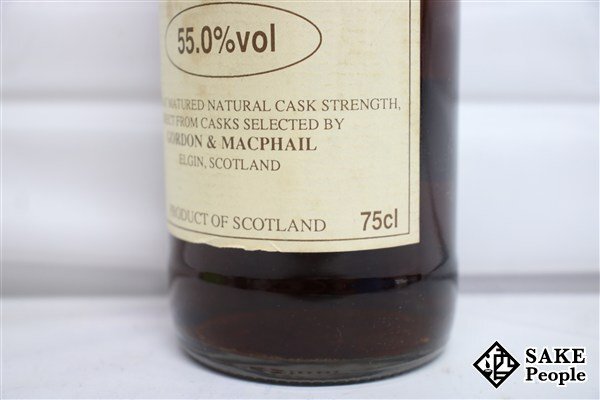 55.0%vol
MATURED NATURAL CASK STRENGTH,
FROM CASKS SELECTED BY
GORDON & MACPHAIL
ELGIN, SCOTLAND
PRODUCT OF SCOTLAND 75cl
SAKE
People